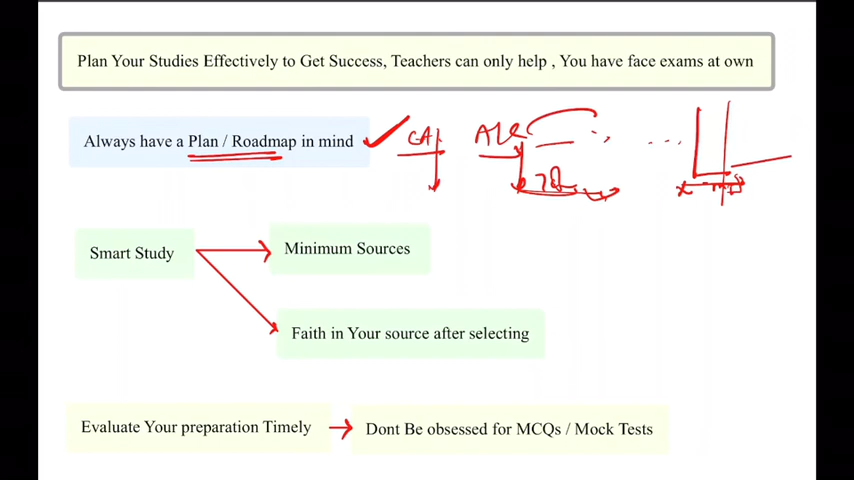 Plan Your Studies Effectively to Get Success, Teachers can only help , You have face exams at own
Always have a Plan / Roadmap in mind
Smart Study
Minimum Sources
Faith in Your source after selecting
Evaluate Your preparation Timely
Dont Be obsessed for MCQs / Mock Tests